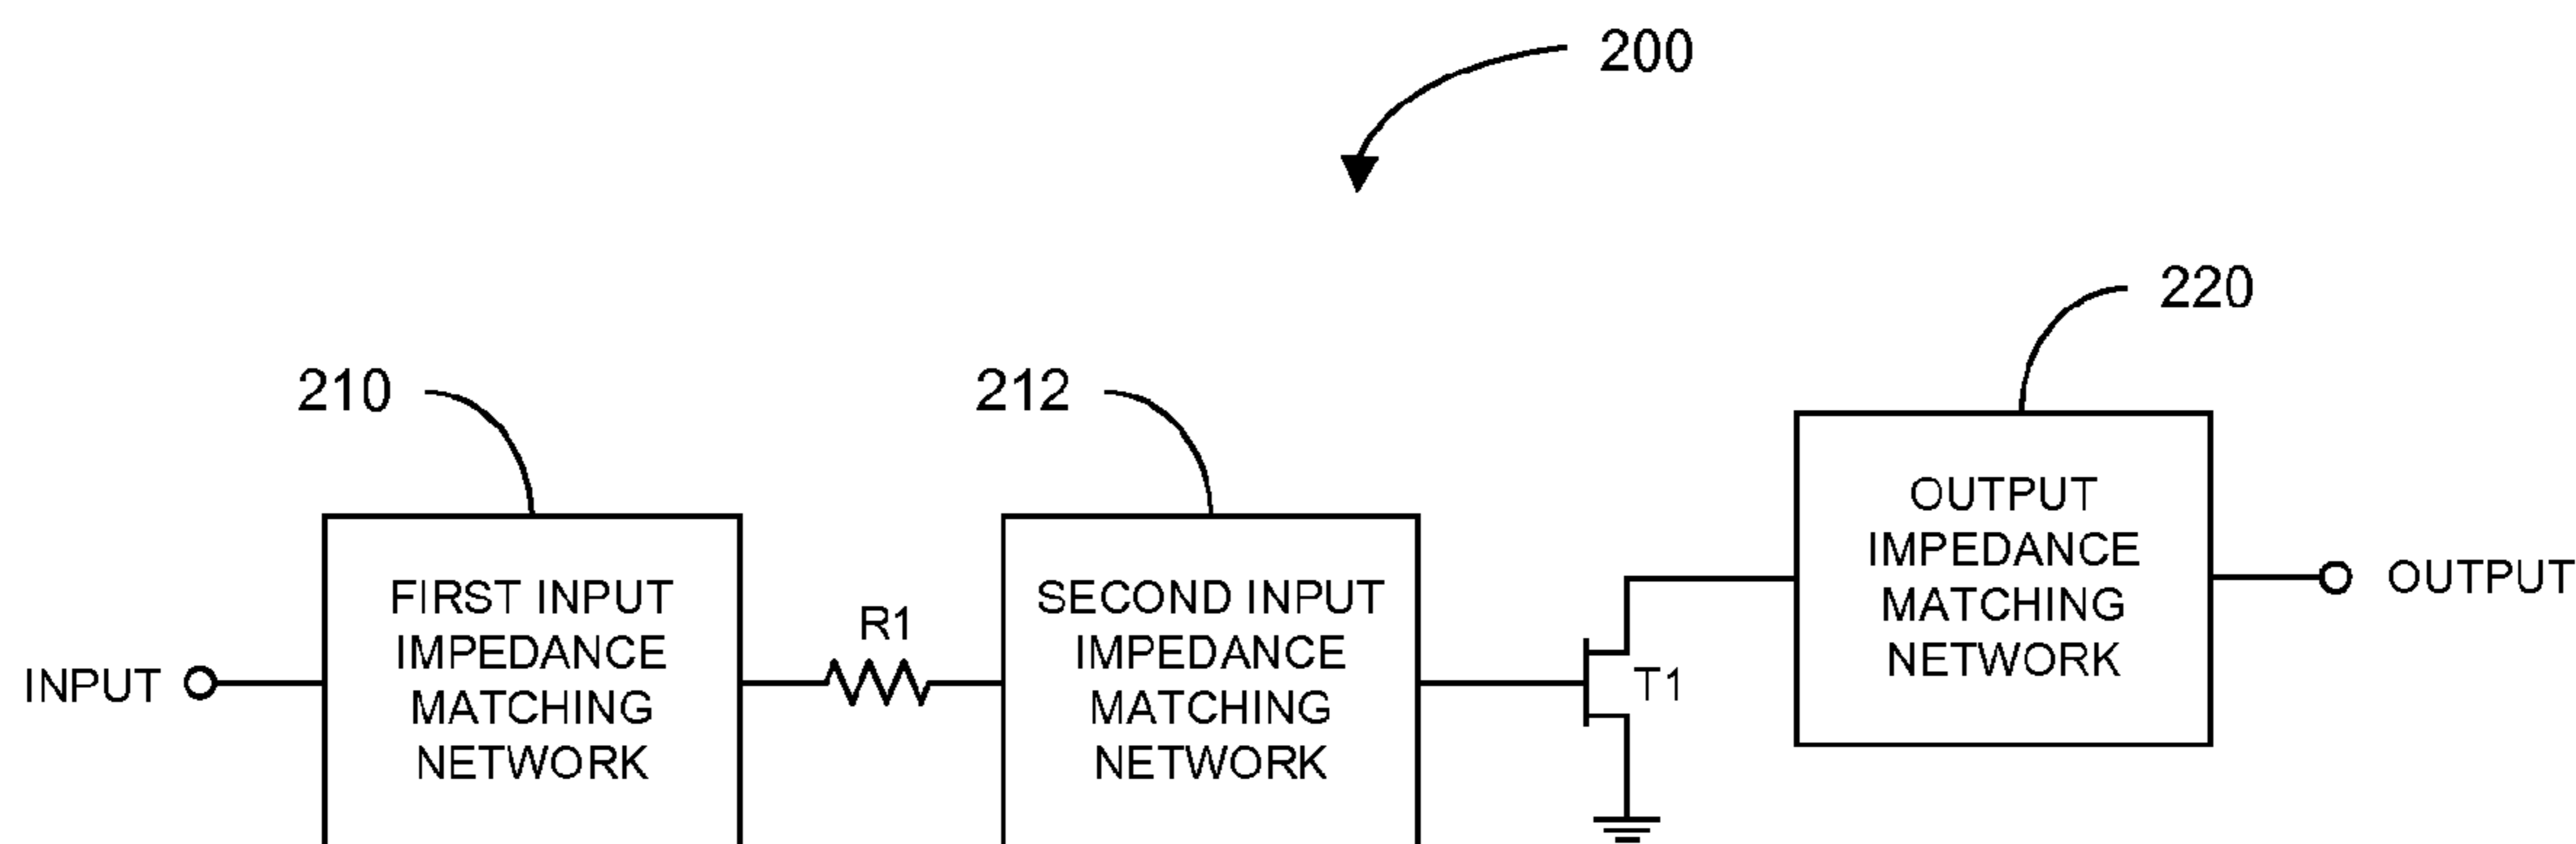 200
220
210
212
OUTPUT
IMPEDANCE
MATCHING
NETWORK
OUTPUT
FIRST INPUT
IMPEDANCE
MATCHING
NETWORK
R1
SECOND INPUT
IMPEDANCE
MATCHING
NETWORK
INPUT
T1